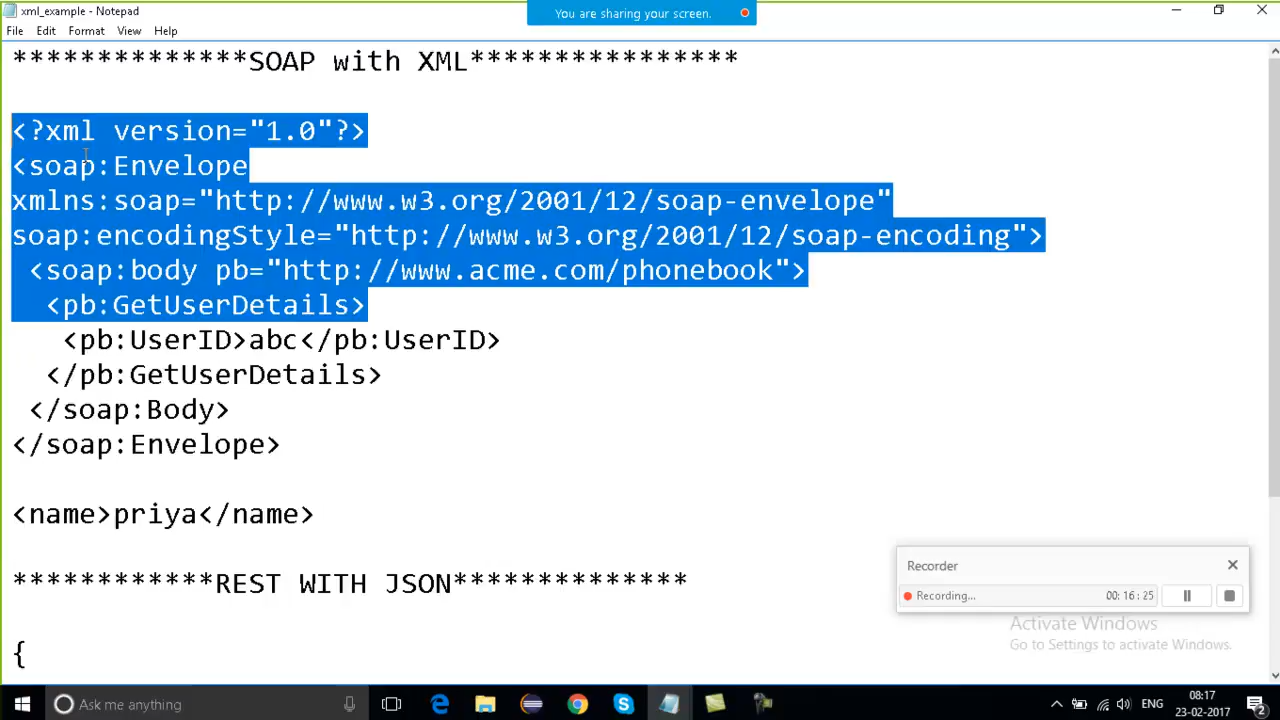 xml_example - Notepad
You are sharing your screen.
File Edit Format View Help
**************SOAP with XML****************
<?xml version="1.0"?>
<soap:Envelope
xmlns:soap="http://www.w3.org/2001/12/soap-envelope"
soap:encodingStyle="http://www.w3.org/2001/12/soap-encoding">
<soap:body pb="http://www.acme.com/phonebook">
<pb:GetUserDetails>
<pb:UserID>abc</pb:UserID>
</pb:GetUserDetails>
</soap:Body>
</soap:Envelope>
<name>priya</name>
************REST WITH JSON**************
{
Recorder
Recording... 00:16:25
Activate Windows
Go to Settings to activate Windows.
Ask me anything
ENG
08:17
23-02-2017
2